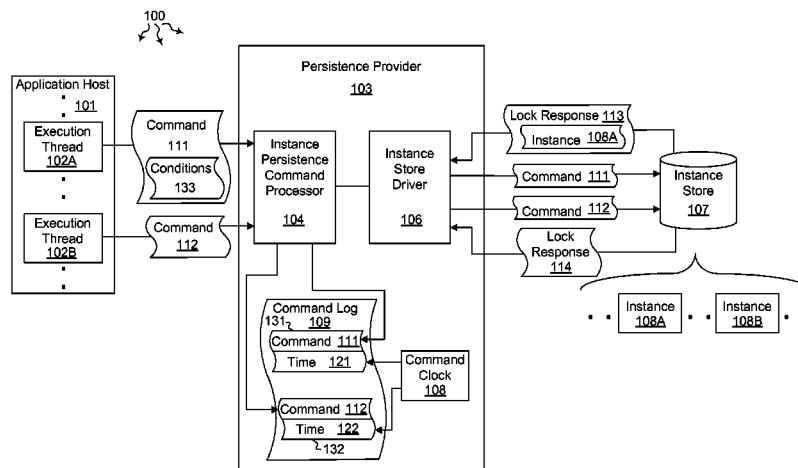 100
Application Host
101
Execution
Thread
102A
Execution
Thread
102B
Command
111
Conditions
133
Command
112
Persistence Provider
103
Instance
Persistence
Command
Processor
104
Instance
Store
Driver
106
Command Log
109
131
Command 111
Time 121
Command 112
Time 122
132
Command
Clock
108
Lock Response 113
Instance 108A
Command 111
Command 112
Lock
Response
114
Instance
Store
107
Instance
108A
Instance
108B